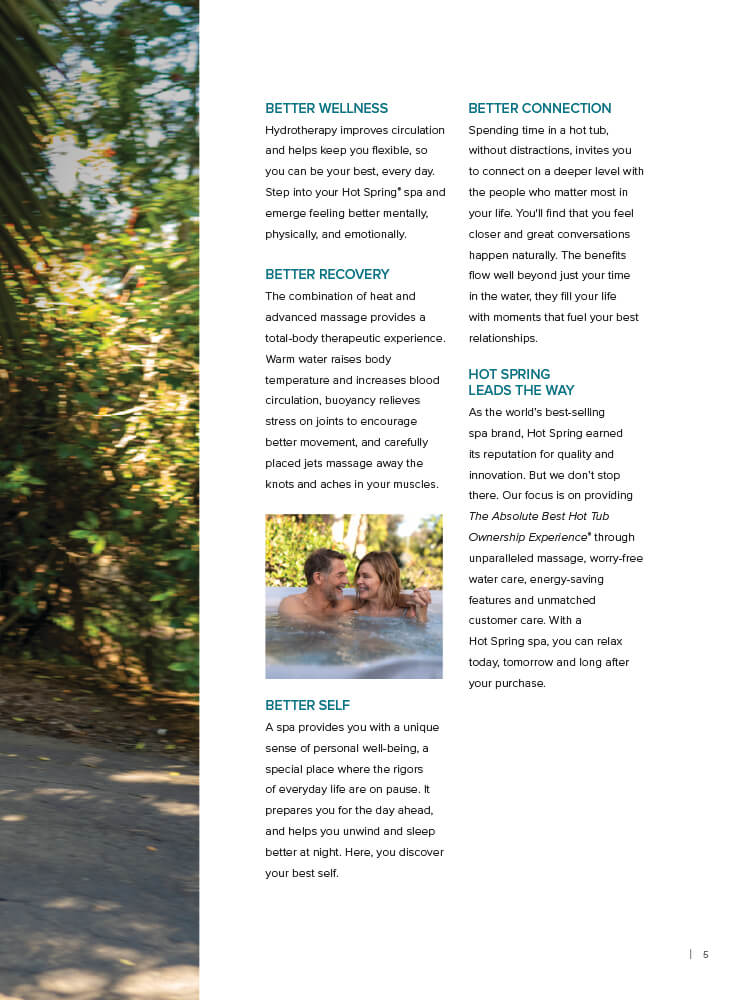 BETTER WELLNESS
Hydrotherapy improves circulation
and helps keep you flexible, so
you can be your best, every day.
Step into your Hot Spring® spa and
emerge feeling better mentally,
physically, and emotionally.
BETTER RECOVERY
The combination of heat and
advanced massage provides a
total-body therapeutic experience.
Warm water raises body
temperature and increases blood
circulation, buoyancy relieves
stress on joints to encourage
better movement, and carefully
placed jets massage away the
knots and aches in your muscles.
BETTER SELF
A spa provides you with a unique
sense of personal well-being, a
special place where the rigors
of everyday life are on pause. It
prepares you for the day ahead,
and helps you unwind and sleep
better at night. Here, you discover
your best self.
BETTER CONNECTION
Spending time in a hot tub,
without distractions, invites you
to connect on a deeper level with
the people who matter most in
your life. You'll find that you feel
closer and great conversations
happen naturally. The benefits
flow well beyond just your time
in the water, they fill your life
with moments that fuel your best
relationships.
HOT SPRING
LEADS THE WAY
As the world's best-selling
spa brand, Hot Spring earned
its reputation for quality and
innovation. But we don't stop
there. Our focus is on providing
The Absolute Best Hot Tub
Ownership Experience® through
unparalleled massage, worry-free
water care, energy-saving
features and unmatched
customer care. With a
Hot Spring spa, you can relax
today, tomorrow and long after
your purchase.
| 5